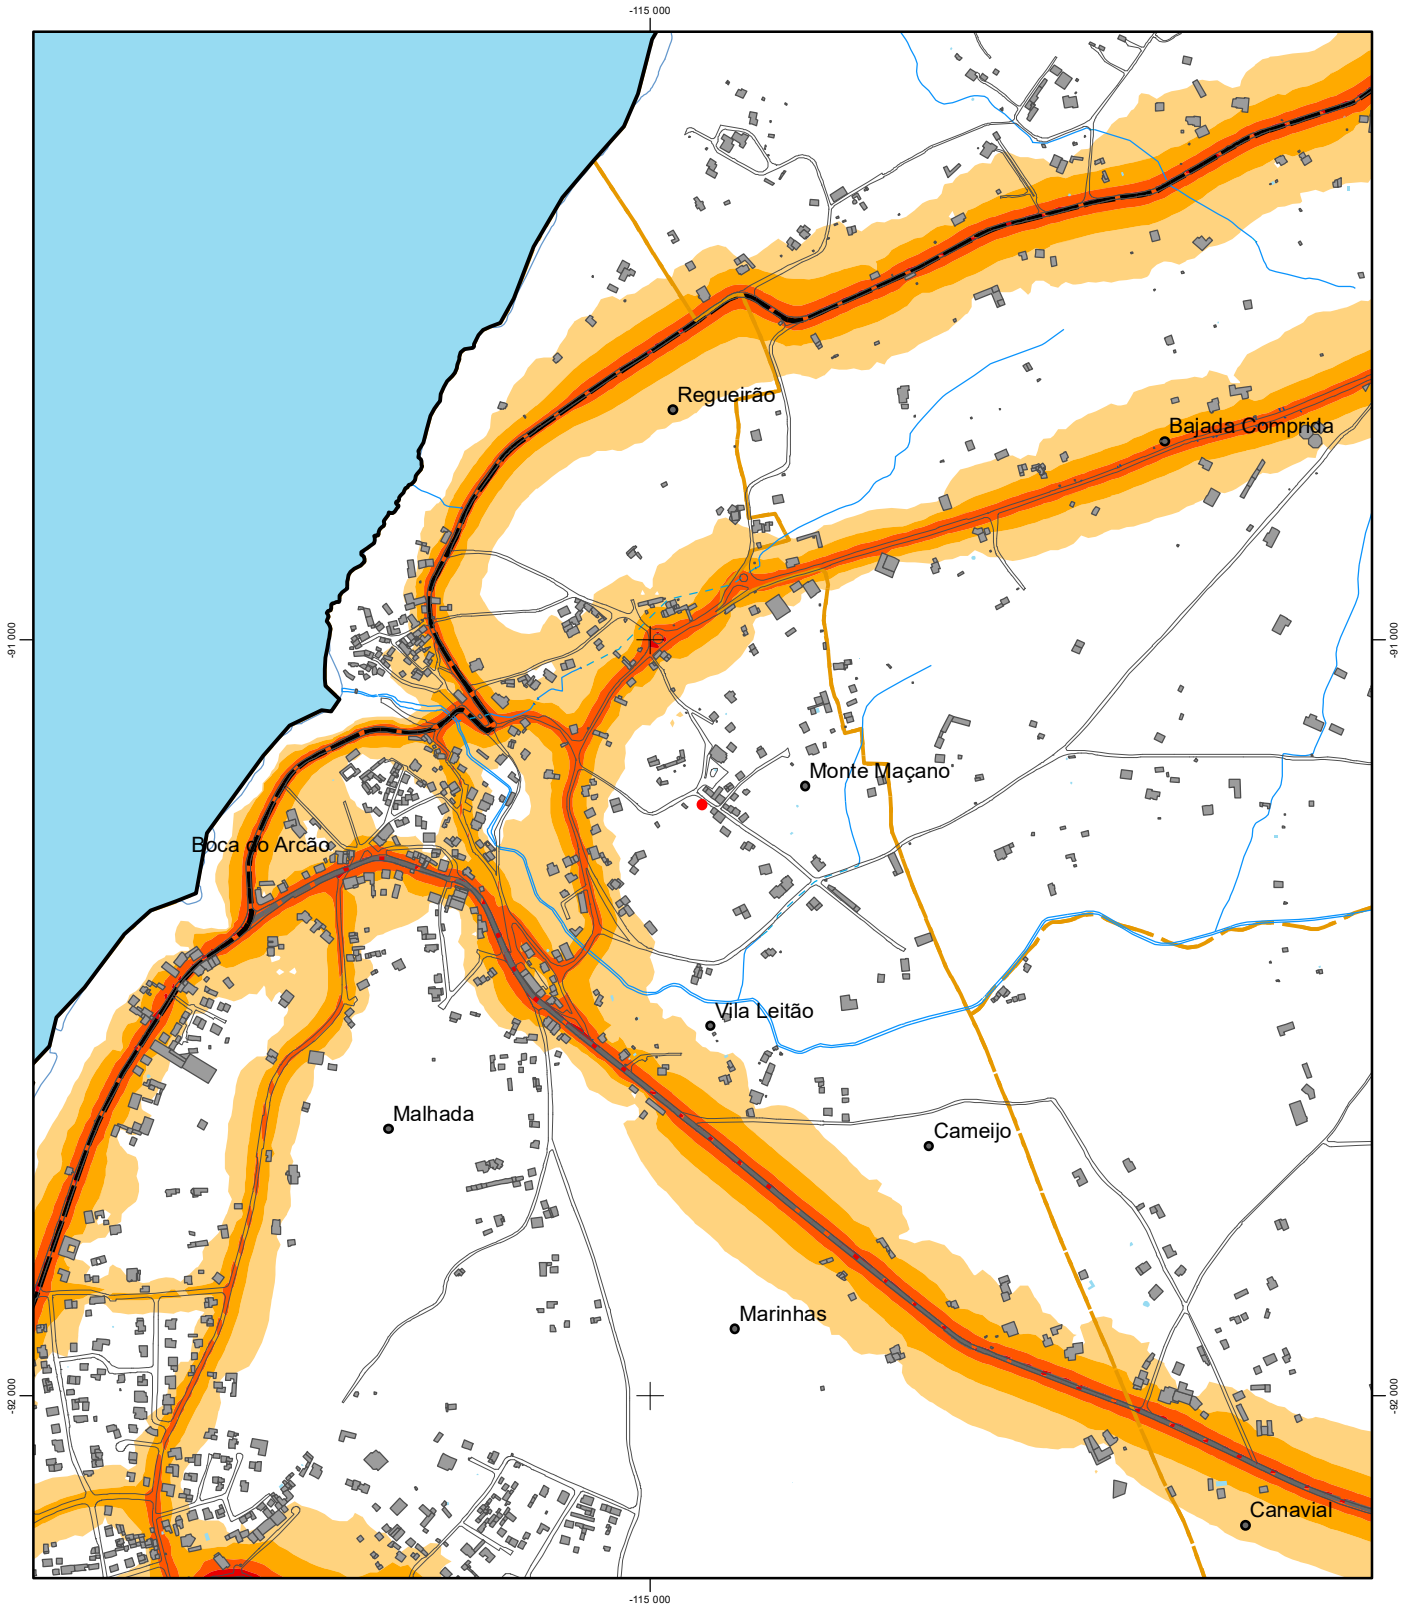 -115 000
Regueirão
Bajada Comprida
-91 000
-91 000
Monte Maçano
Boca do Arcão
Vila Leitão
Malhada
Cameijo
Marinhas
-92 000
-92 000
Canavial
-115 000